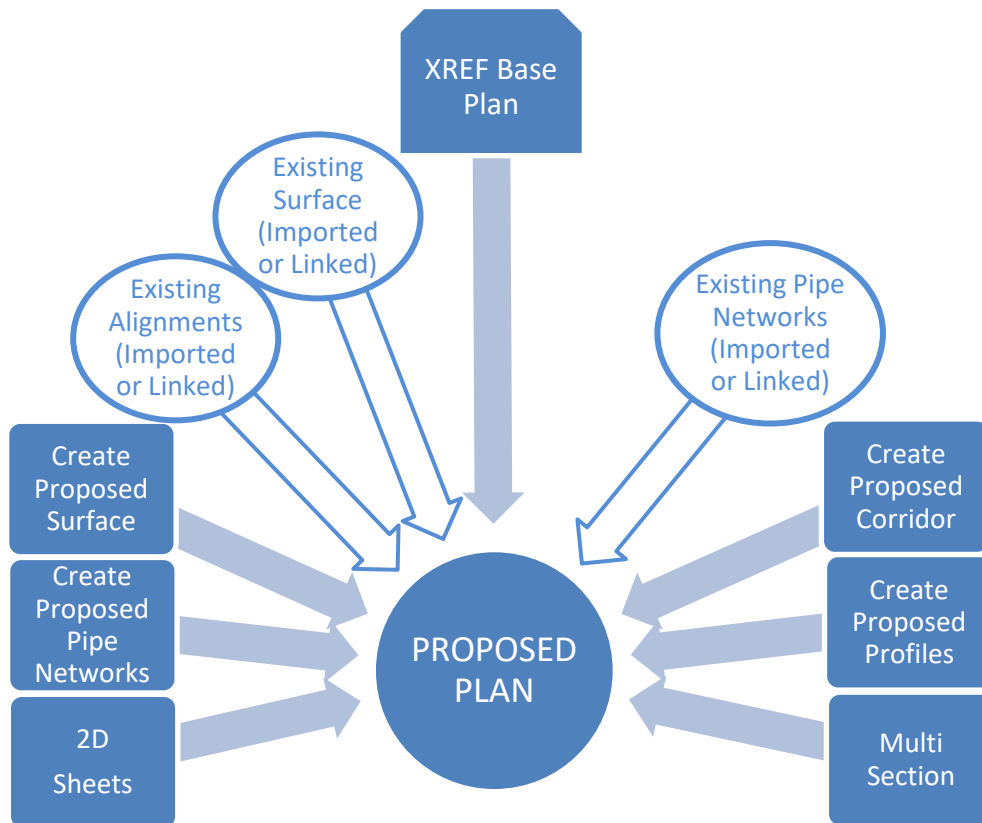 XREF Base
Plan
Existing
Surface
(Imported
or Linked)
Existing
Alignments
(Imported
or Linked)
Existing Pipe
Networks
(Imported
or Linked)
Create
Proposed
Surface
Create
Proposed
Pipe
Networks
2D
Sheets
PROPOSED
PLAN
Create
Proposed
Corridor
Create
Proposed
Profiles
Multi
Section